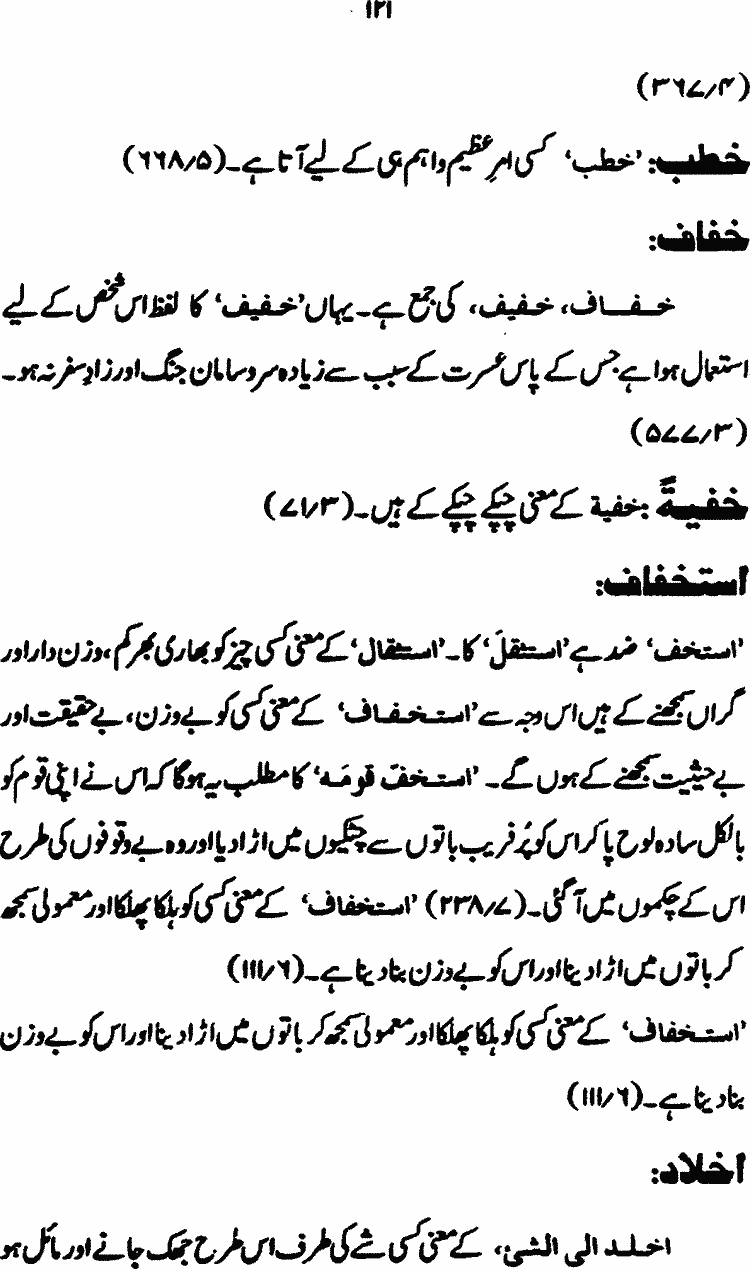 ۱۲۱
(۳۶۷/۴)
خطب: ’خطب‘ کسی امرِ عظیم و اہم ہی کے لیے آتا ہے۔ (۶۶۸/۵)
خفاف:
خفاف، خفیف، کی جمع ہے۔ یہاں ’خفیف‘ کا لفظ اس شخص کے لیے
استعمال ہوا ہے جس کے پاس عسرت کے سبب سے زیادہ سروسامان جنگ اور زادِ سفر نہ ہو۔
(۵۷۷/۳)
خفیةً: خفیة کے معنی چپکے چپکے کے ہیں۔ (۷۱/۳)
استخفاف:
’استخف‘ ضد ہے ’استثقلَ‘ کا۔ ’استثقال‘ کے معنی کسی چیز کو بھاری بھر کم، وزن دار اور
گراں سمجھنے کے ہیں اس وجہ سے ’استخفاف‘ کے معنی کسی کو بے وزن، بے حقیقت اور
بے حیثیت سمجھنے کے ہوں گے۔ ’استخفّ قومَہ‘ کا مطلب یہ ہوگا کہ اس نے اپنی قوم کو
بالکل سادہ لوح پاکر اس کو پُرفریب باتوں سے چٹکیوں میں اڑا دیا اور وہ بے وقوفوں کی طرح
اس کے چکموں میں آگئی۔ (۲۳۸/۷) ’استخفاف‘ کے معنی کسی کو ہلکا پھلکا اور معمولی سمجھ
کر باتوں میں اڑا دینا اور اس کو بے وزن بنا دینا ہے۔ (۱۱۱/۶)
’استخفاف‘ کے معنی کسی کو ہلکا پھلکا اور معمولی سمجھ کر باتوں میں اڑا دینا اور اس کو بے وزن
بنا دینا ہے۔ (۱۱۱/۶)
اخلاد:
اخلد الی الشیٔ، کے معنی کسی شے کی طرف اس طرح جھک جانے اور مائل ہو